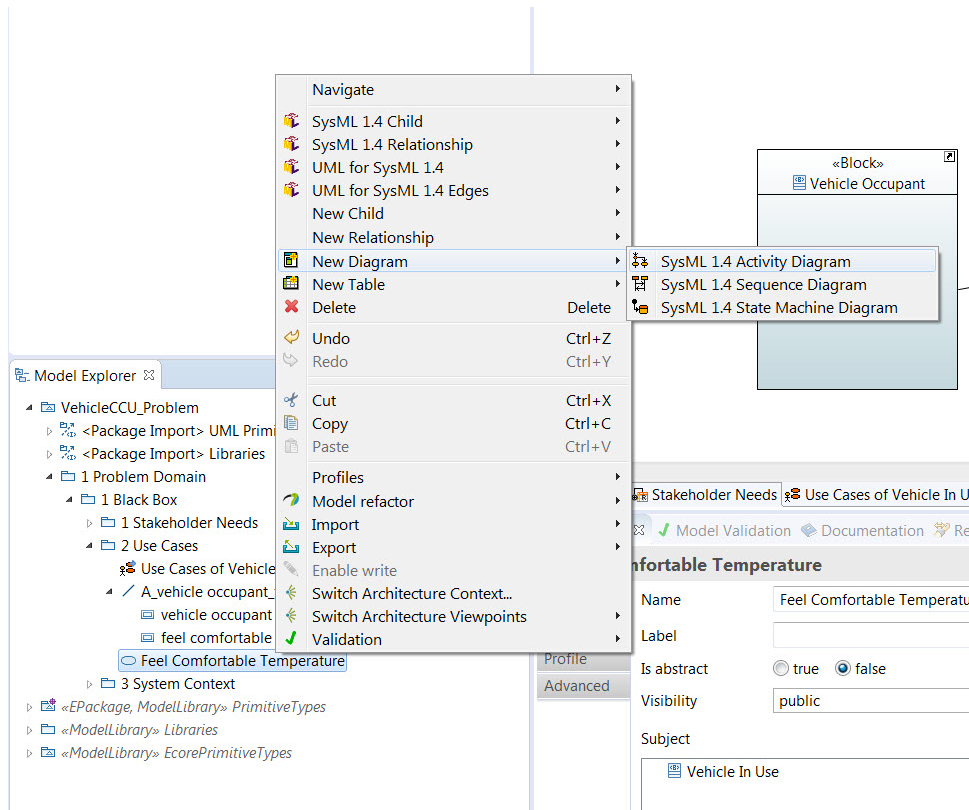 Navigate
SysML 1.4 Child
SysML 1.4 Relationship
UML for SysML 1.4
UML for SysML 1.4 Edges
New Child
New Relationship
New Diagram
New Table
Delete Delete
Undo Ctrl+Z
Redo Ctrl+Y
Cut Ctrl+X
Copy Ctrl+C
Paste Ctrl+V
Profiles
Model refactor
Import
Export
Enable write
Switch Architecture Context...
Switch Architecture Viewpoints
Validation
SysML 1.4 Activity Diagram
SysML 1.4 Sequence Diagram
SysML 1.4 State Machine Diagram
«Block»
Vehicle Occupant
Model Explorer
VehicleCCU_Problem
<Package Import> UML Primi
<Package Import> Libraries
1 Problem Domain
1 Black Box
1 Stakeholder Needs
2 Use Cases
Use Cases of Vehicle
A_vehicle occupant_
vehicle occupant
feel comfortable
Feel Comfortable Temperature
3 System Context
«EPackage, ModelLibrary» PrimitiveTypes
«ModelLibrary» Libraries
«ModelLibrary» EcorePrimitiveTypes
Stakeholder Needs Use Cases of Vehicle In U
Model Validation Documentation Re
mfortable Temperature
Name Feel Comfortable Temperatu
Label
Is abstract true false
Visibility public
Subject
Vehicle In Use
Profile
Advanced